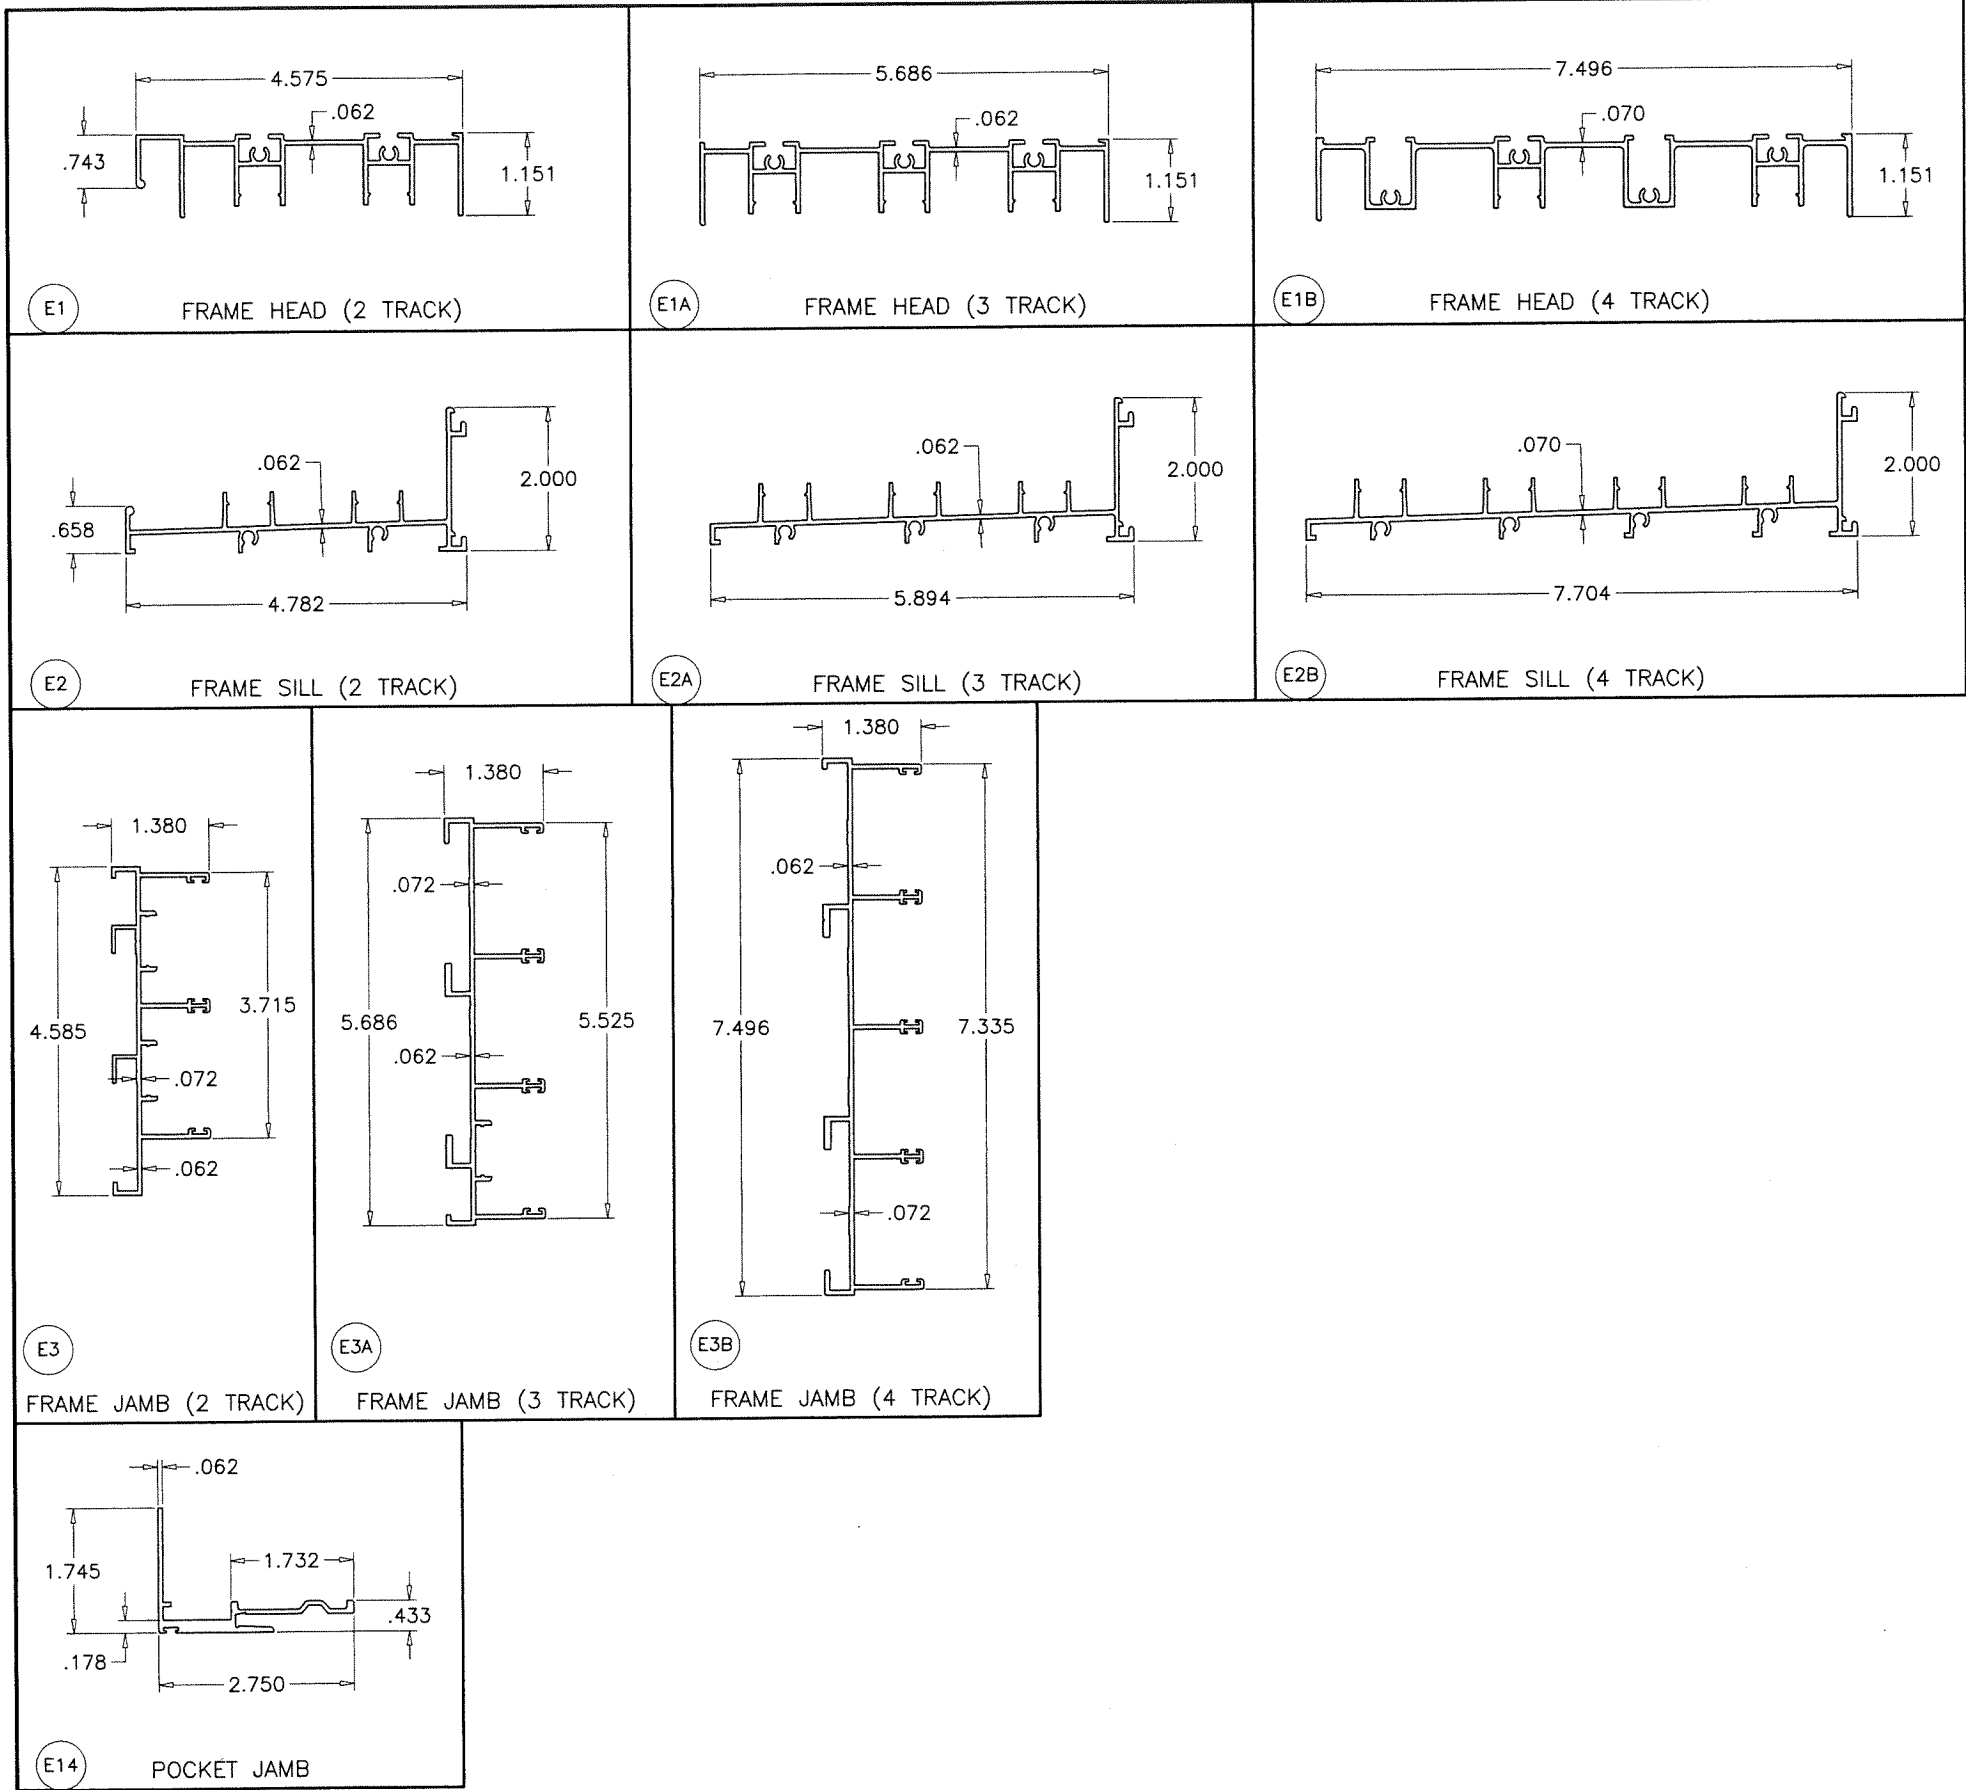 4.575
.062
.743
1.151
E1
FRAME HEAD (2 TRACK)
5.686
.062
1.151
E1A
FRAME HEAD (3 TRACK)
7.496
.070
1.151
E1B
FRAME HEAD (4 TRACK)
.062
2.000
.658
4.782
E2
FRAME SILL (2 TRACK)
.062
2.000
5.894
E2A
FRAME SILL (3 TRACK)
.070
2.000
7.704
E2B
FRAME SILL (4 TRACK)
1.380
4.585
3.715
.072
.062
E3
FRAME JAMB (2 TRACK)
1.380
.072
5.686
5.525
.062
E3A
FRAME JAMB (3 TRACK)
1.380
.062
7.496
7.335
.072
E3B
FRAME JAMB (4 TRACK)
.062
1.745
1.732
.433
.178
2.750
E14
POCKET JAMB